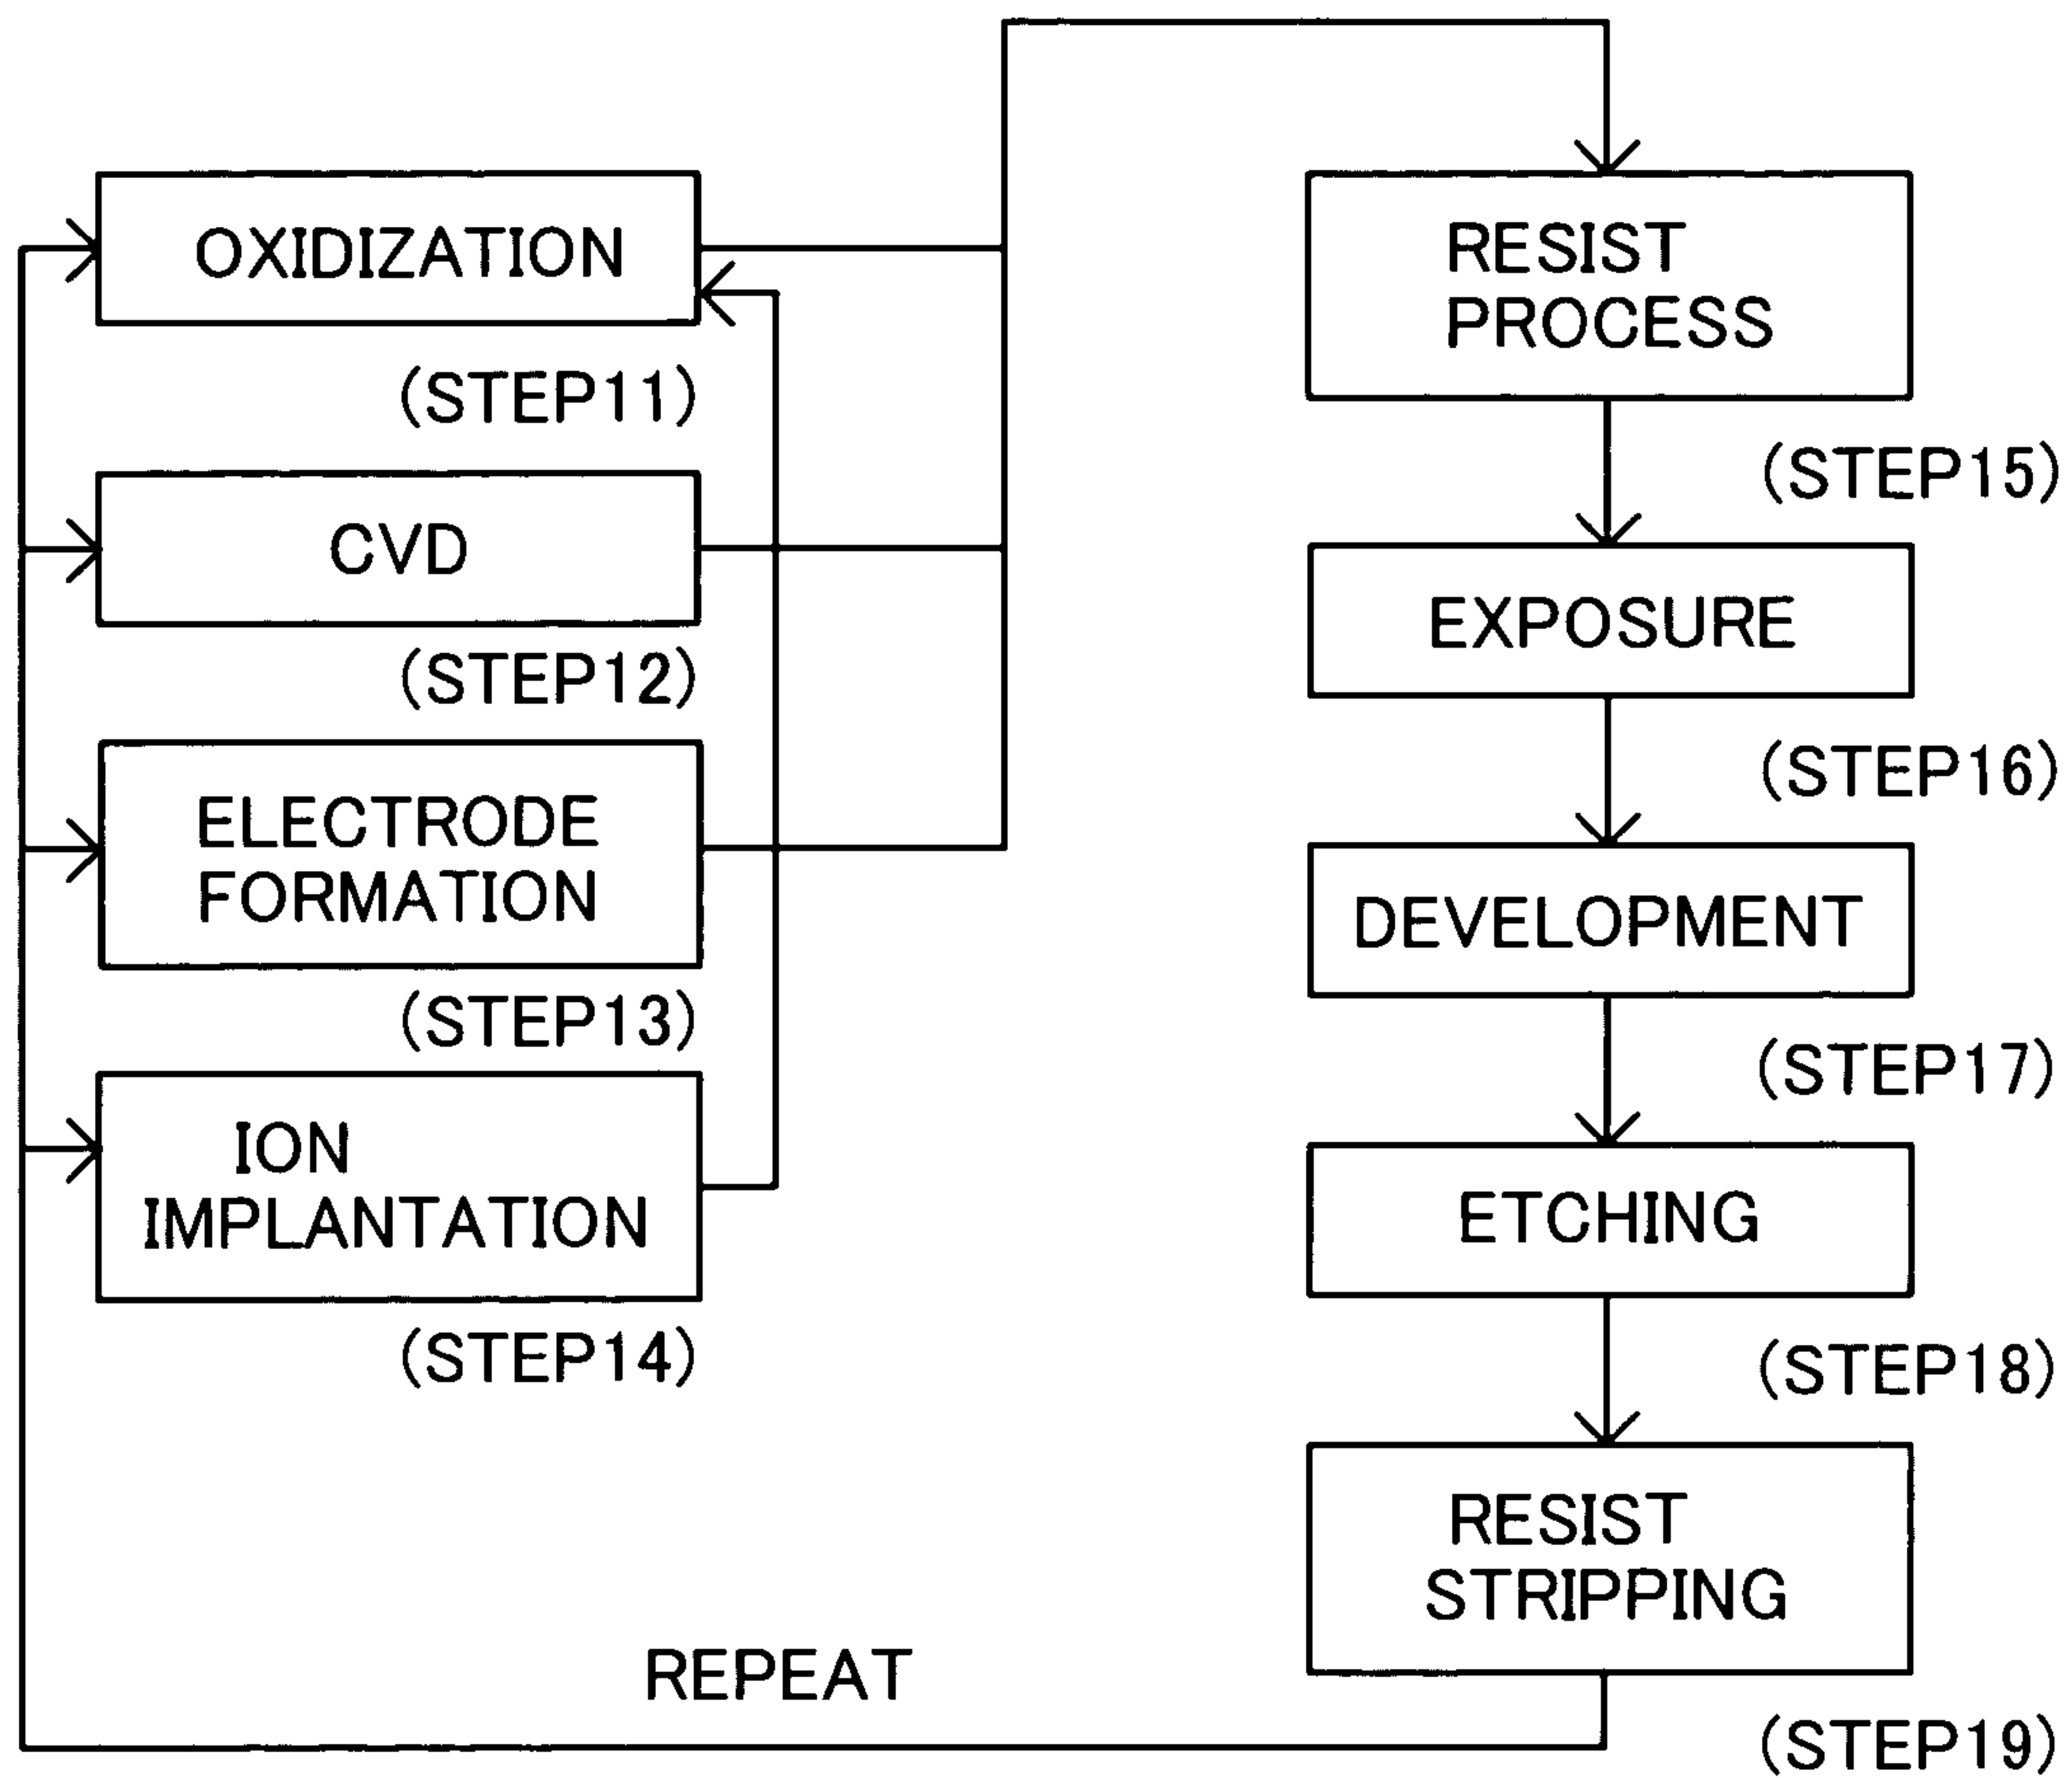 OXIDIZATION
(STEP11)
CVD
(STEP12)
ELECTRODE
FORMATION
(STEP13)
ION
IMPLANTATION
(STEP14)
RESIST
PROCESS
(STEP15)
EXPOSURE
(STEP16)
DEVELOPMENT
(STEP17)
ETCHING
(STEP18)
RESIST
STRIPPING
(STEP19)
REPEAT